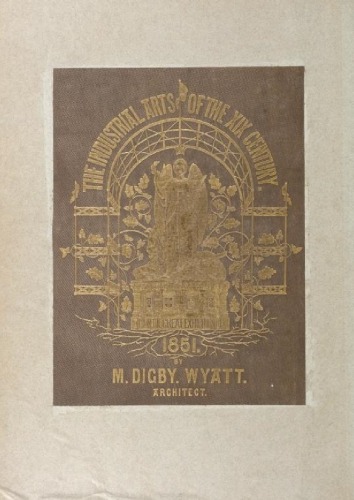 THE INDUSTRIAL ARTS OF THE XIX CENTURY.
1851.
BY
M. DIGBY. WYATT.
ARCHITECT.